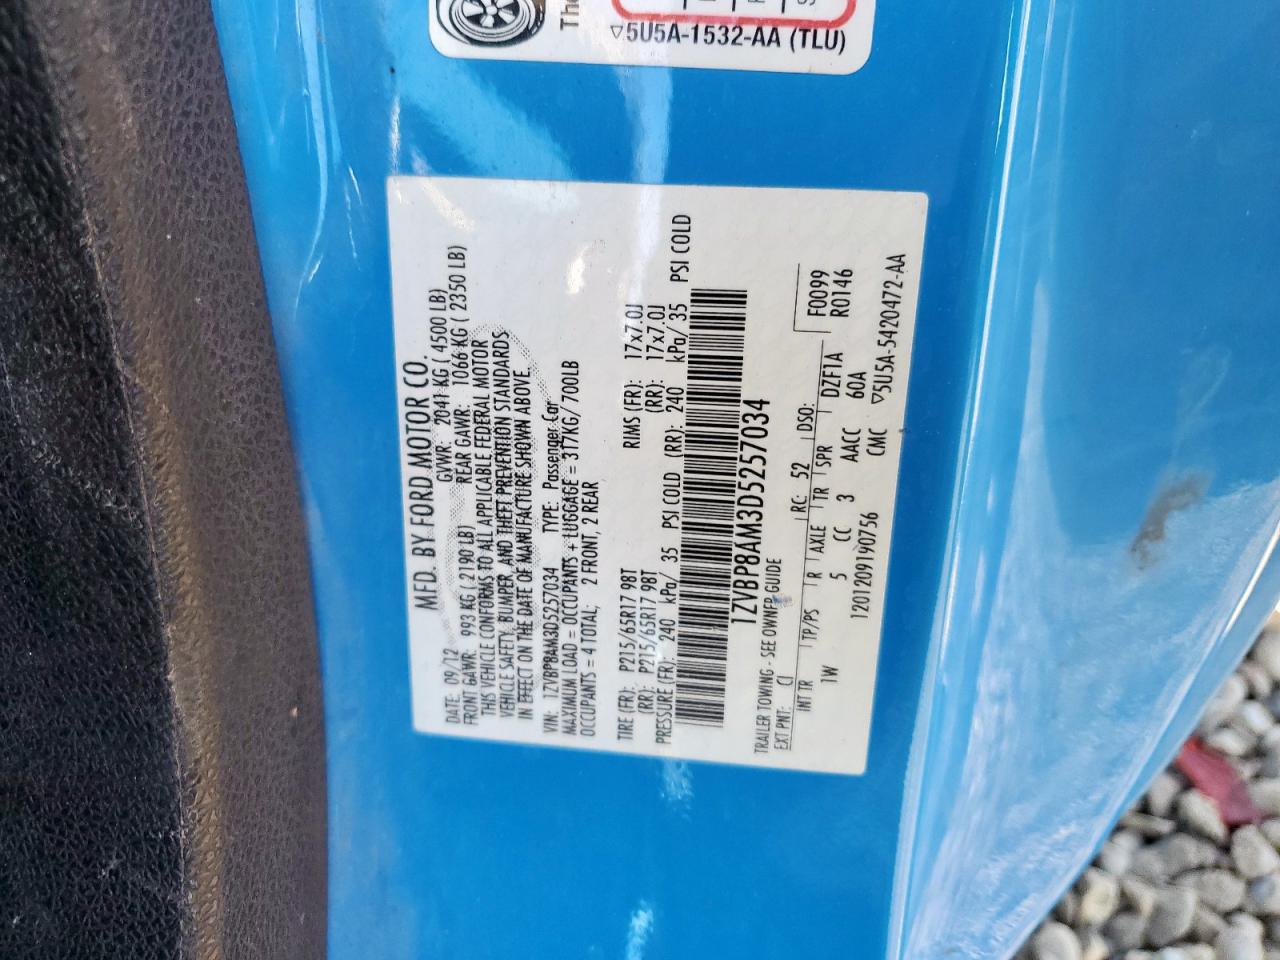 The
▽5U5A-1532-AA (TLU)
MFD. BY FORD MOTOR CO.
DATE: 09/12 GVWR: 2041 KG ( 4500 LB)
FRONT GAWR: 993 KG ( 2190 LB) REAR GAWR: 1066 KG ( 2350 LB)
THIS VEHICLE CONFORMS TO ALL APPLICABLE FEDERAL MOTOR
VEHICLE SAFETY, BUMPER, AND THEFT PREVENTION STANDARDS
IN EFFECT ON THE DATE OF MANUFACTURE SHOWN ABOVE.
VIN: 1ZVBP8AM3D5257034 TYPE: Passenger Car
MAXIMUM LOAD = OCCUPANTS + LUGGAGE = 317KG/ 700LB
OCCUPANTS = 4 TOTAL; 2 FRONT, 2 REAR
TIRE (FR): P215/65R17 98T RIMS (FR): 17x7.0J
(RR): P215/65R17 98T (RR): 17x7.0J
PRESSURE (FR): 240 kPa/ 35 PSI COLD (RR): 240 kPa/ 35 PSI COLD
1ZVBP8AM3D5257034
TRAILER TOWING - SEE OWNER GUIDE
EXT PNT: CI RC: 52 DSO: F0099
INT TR TP/PS R AXLE TR SPR DZF1A R0146
1W 5 CC 3 AACC 60A
1201209190756 CMC ▽5U5A-5420472-AA